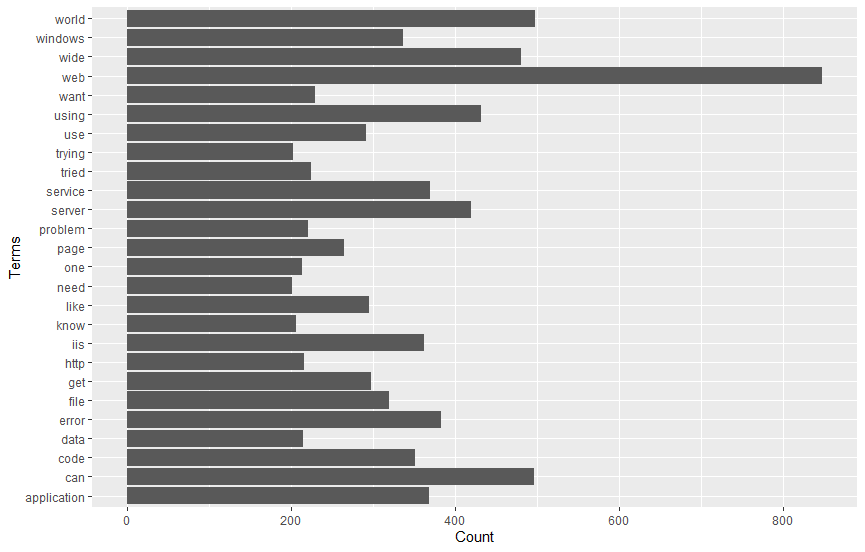 world
windows
wide
web
want
using
use
trying
tried
service
server
problem
page
one
need
like
know
iis
http
get
file
error
data
code
can
application
Terms
0 200 400 600 800
Count